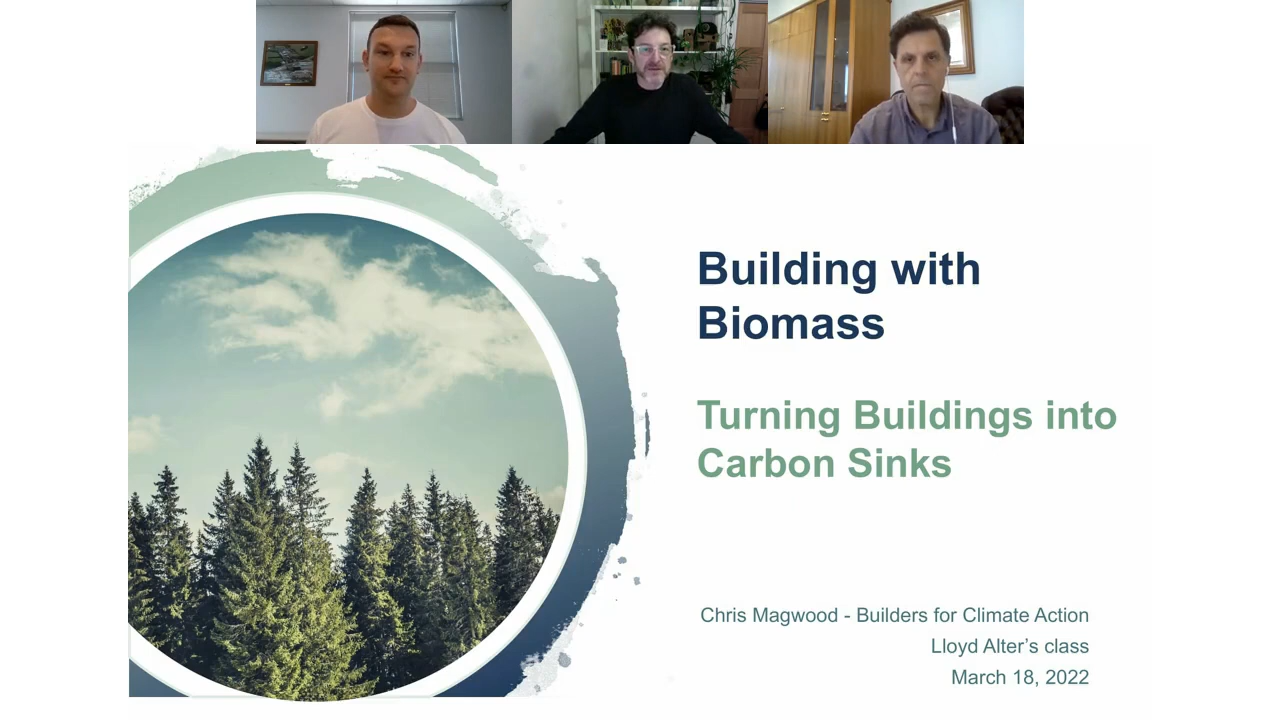 Building with
Biomass
Turning Buildings into
Carbon Sinks
Chris Magwood - Builders for Climate Action
Lloyd Alter’s class
March 18, 2022